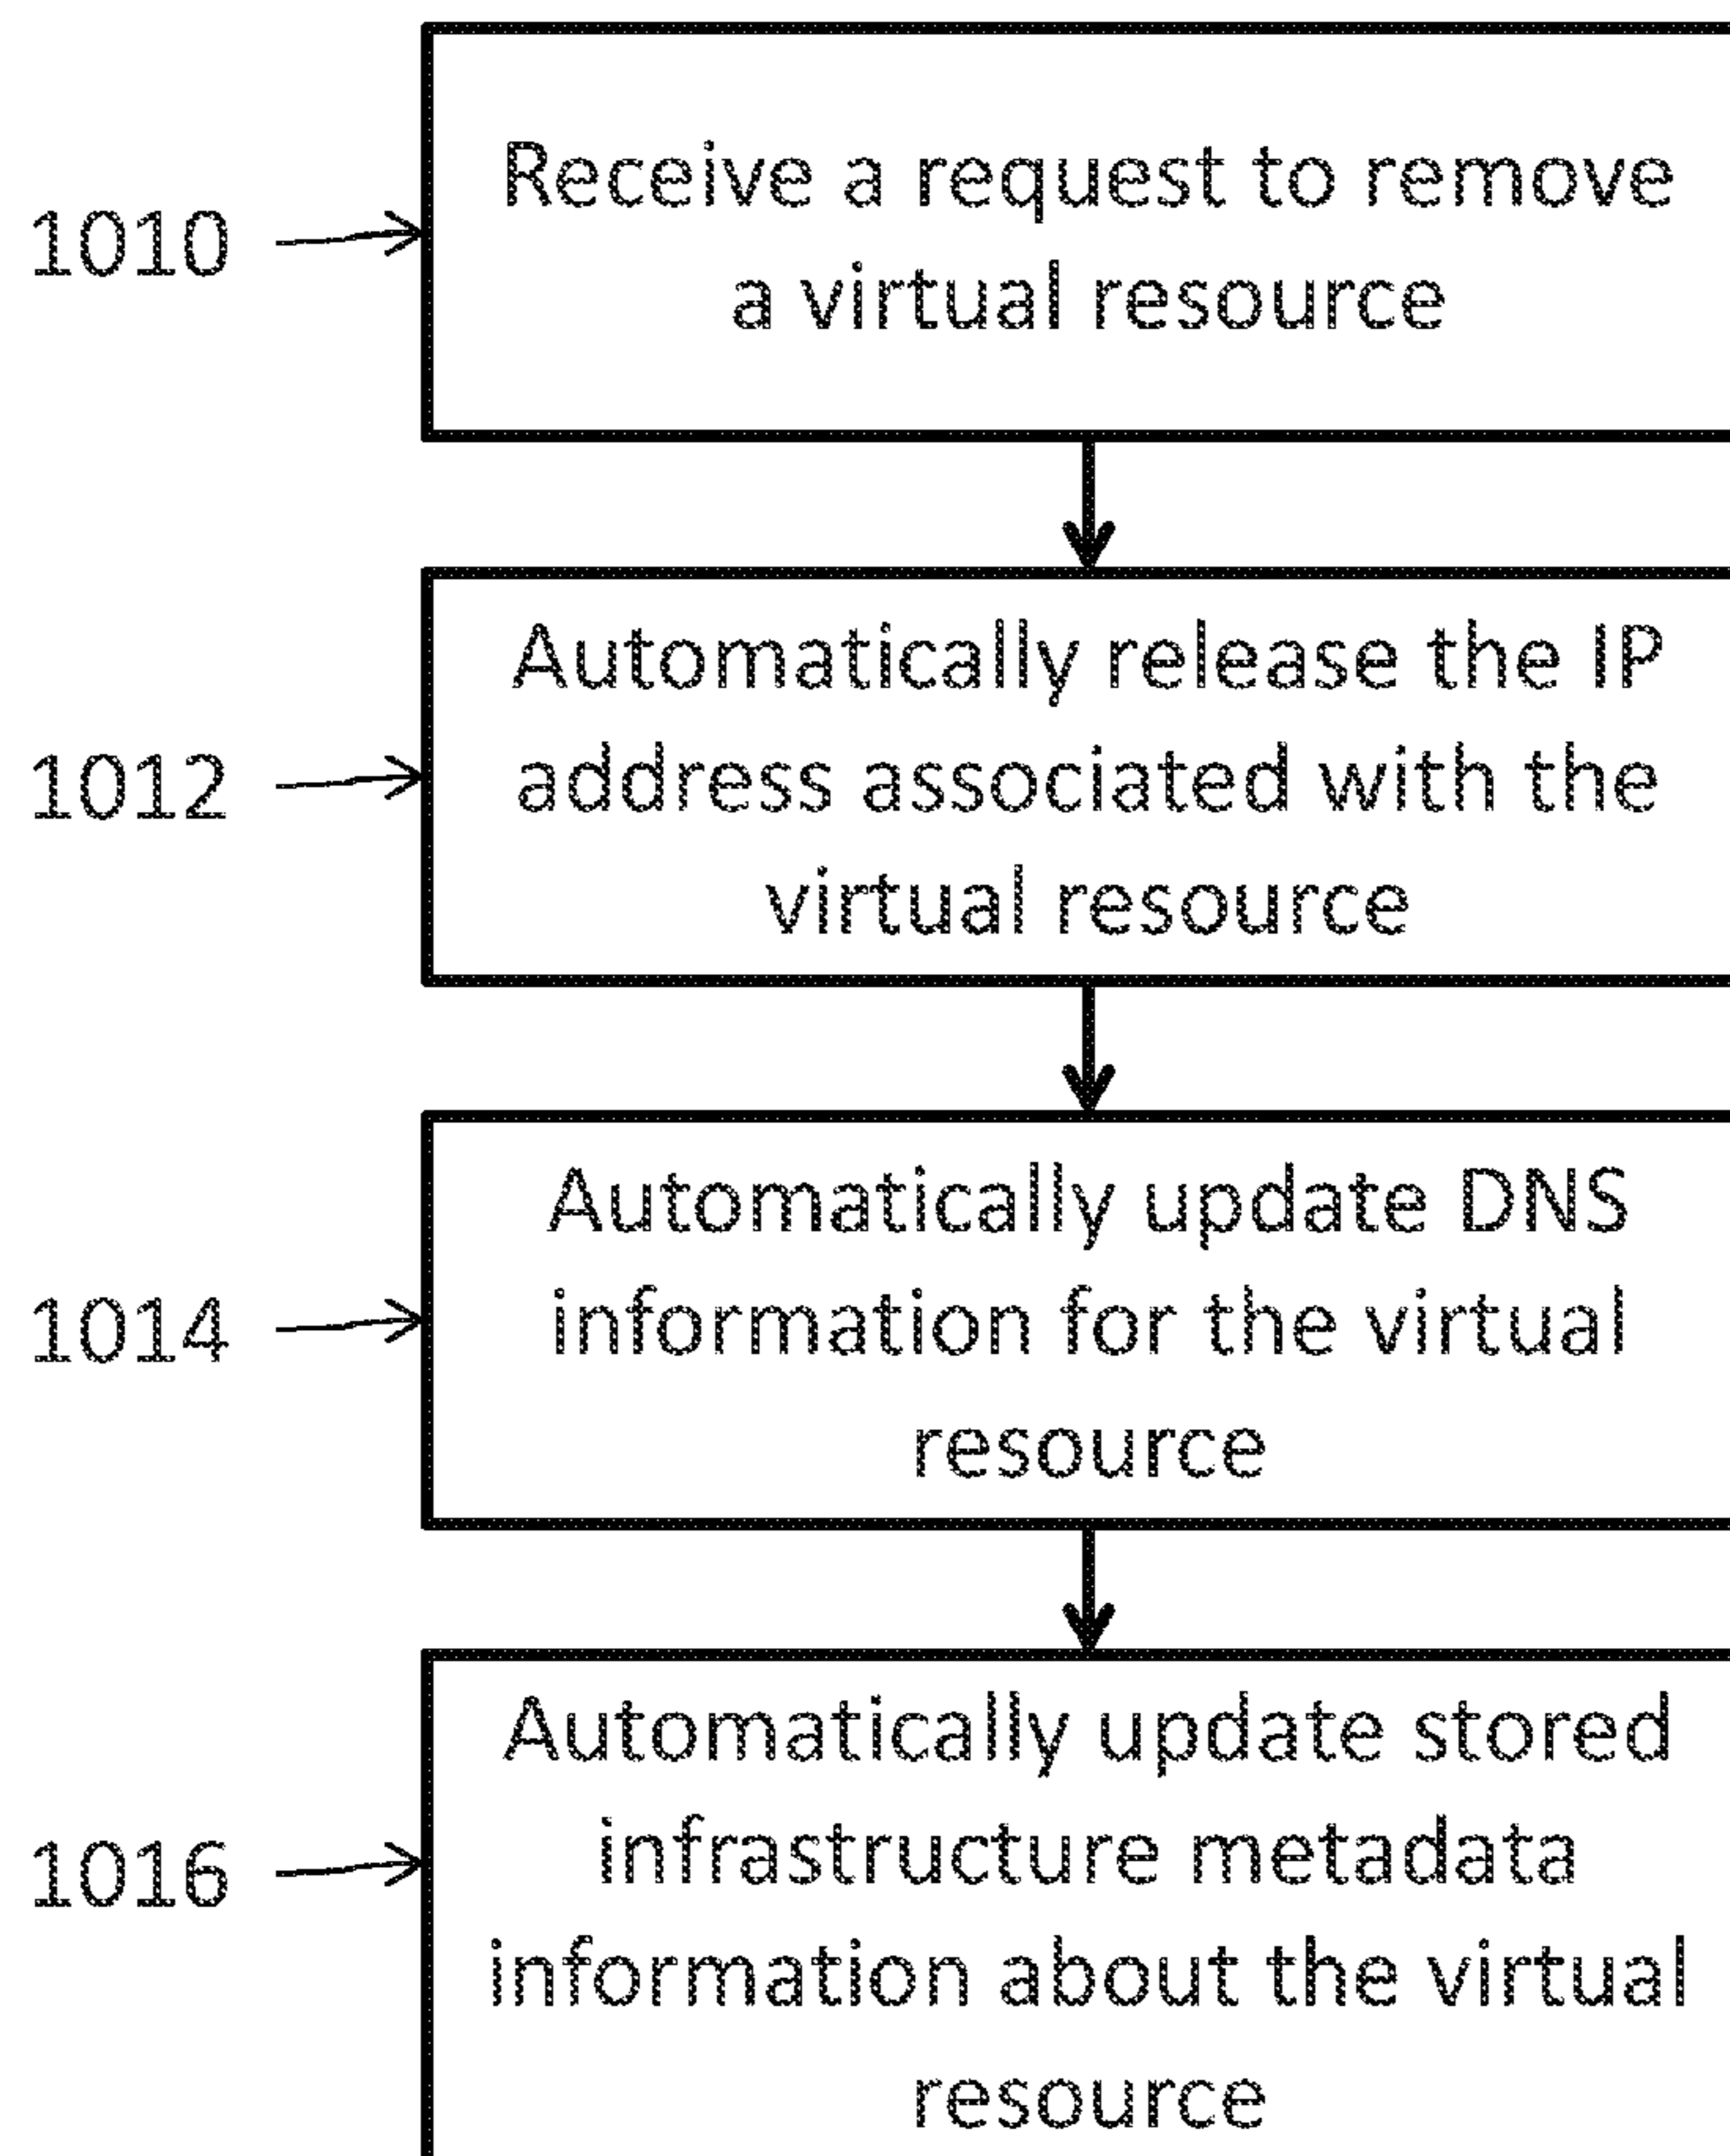 Receive a request to remove
a virtual resource
1010
Automatically release the IP
address associated with the
virtual resource
1012
Automatically update DNS
information for the virtual
resource
1014
Automatically update stored
infrastructure metadata
information about the virtual
resource
1016